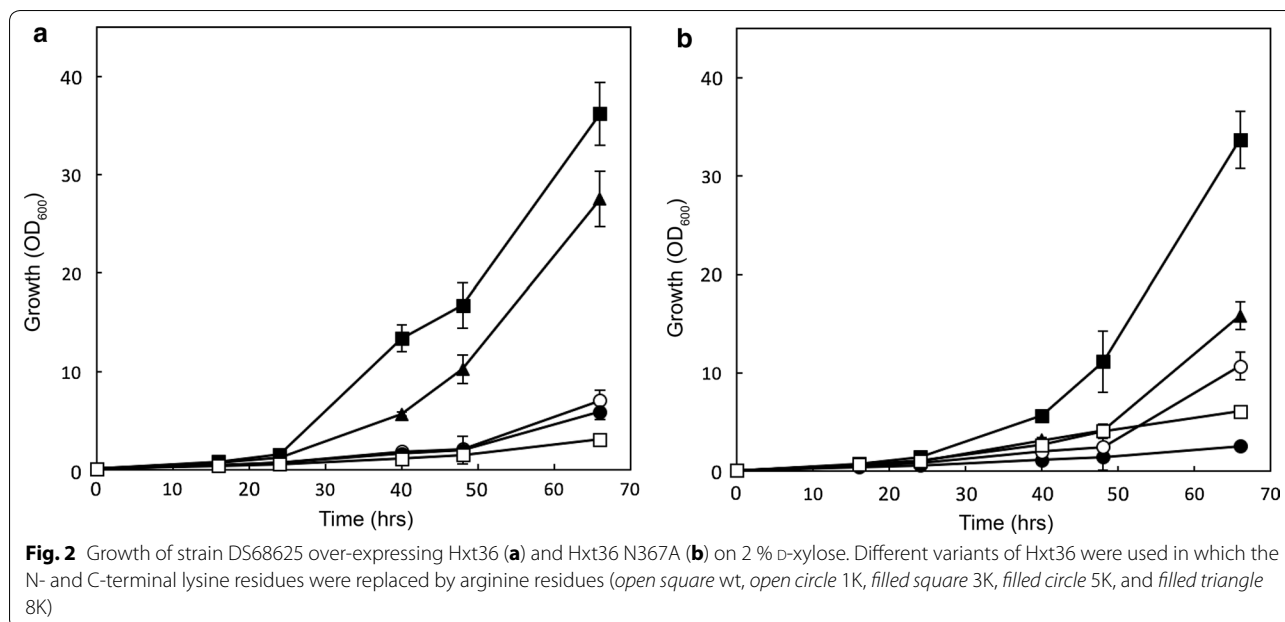 a
Growth (OD600)
40
30
20
10
0
0 10 20 30 40 50 60 70
Time (hrs)
b
Growth (OD600)
40
30
20
10
0
0 10 20 30 40 50 60 70
Time (hrs)
Fig. 2 Growth of strain DS68625 over-expressing Hxt36 (a) and Hxt36 N367A (b) on 2 % D-xylose. Different variants of Hxt36 were used in which the
N- and C-terminal lysine residues were replaced by arginine residues (open square wt, open circle 1K, filled square 3K, filled circle 5K, and filled triangle
8K)